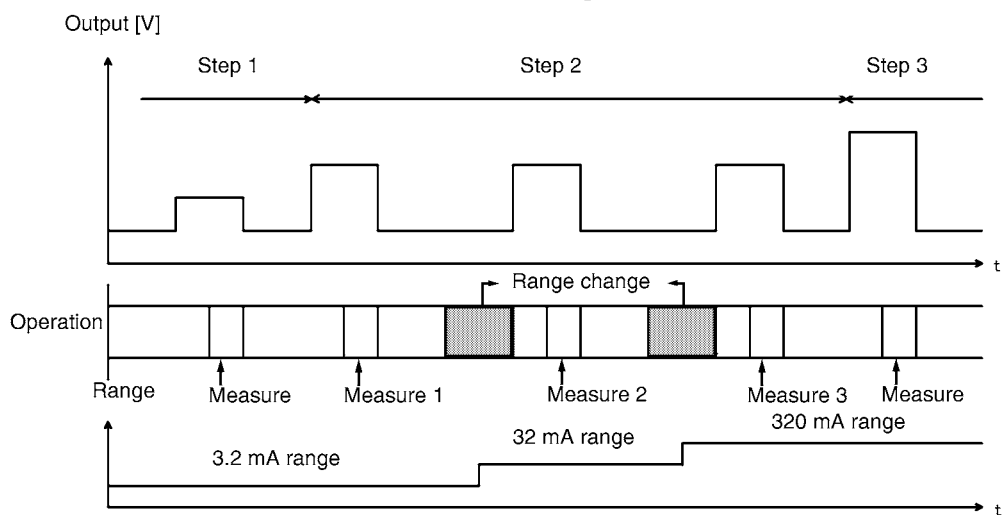 Output [V]
Step 1
Step 2
Step 3
t
Range change
Operation
Range
Measure
Measure 1
Measure 2
Measure 3
Measure
3.2 mA range
32 mA range
320 mA range
t